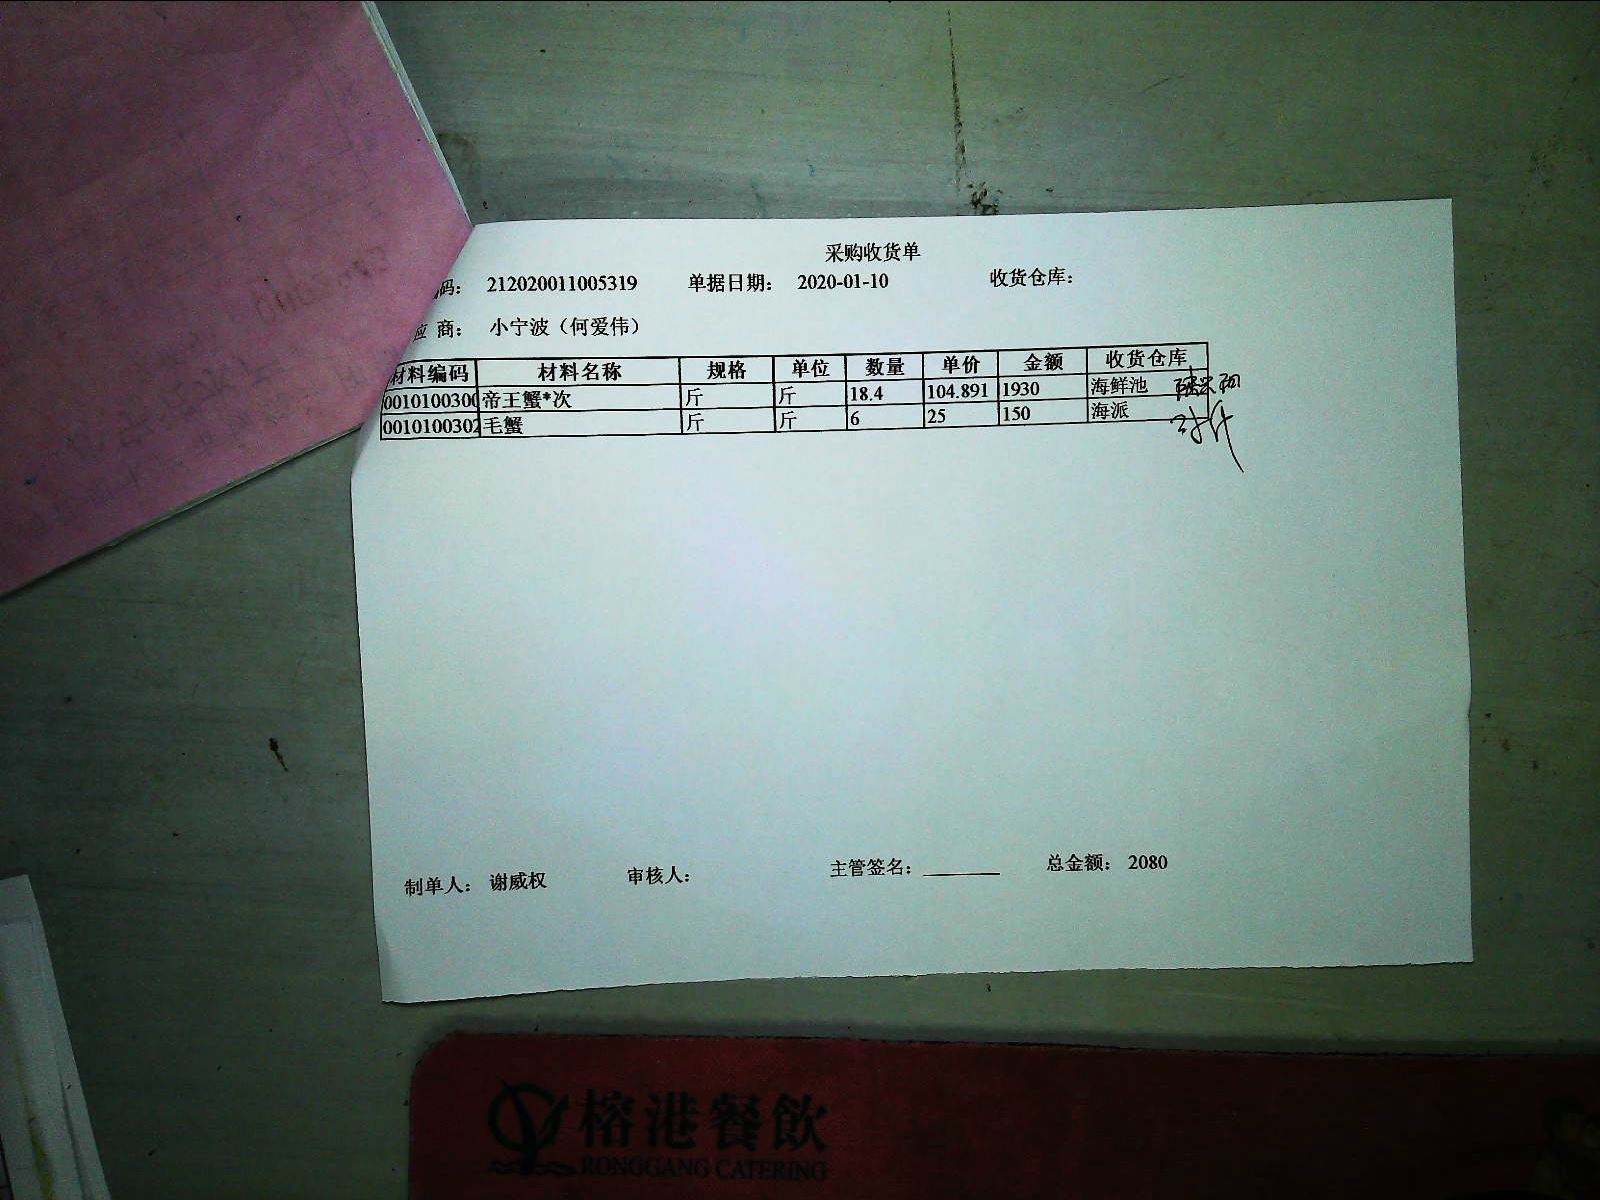 采购收货单
码: 212020011005319 单据日期: 2020-01-10 收货仓库:
应 商: 小宁波(何爱伟)
材料编码 材料名称 规格 单位 数量 单价 金额 收货仓库
0010100300 帝王蟹*次 斤 斤 18.4 104.891 1930 海鲜池
0010100302 毛蟹 斤 斤 6 25 150 海派
制单人: 谢威权 审核人: 主管签名: ________ 总金额: 2080
榕港餐飲
RONGGANG CATERING